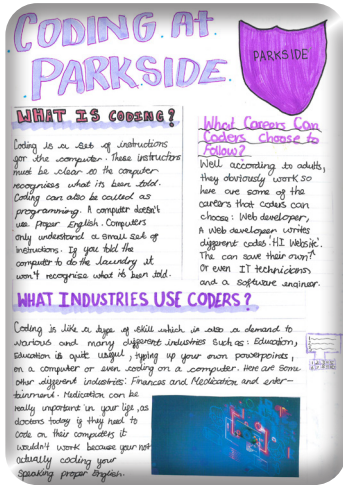 CODING At
PARKSIDE
PARKSIDE
WHAT IS CODING?
Coding is a set of instructions
for the computer. These instructions
must be clear so the computer
recognises what its been told.
Coding can also be called as
programming. A computer doesn't
use proper English. Computers
only understand a small set of
instructions. If you told the
computer to do the laundry it
won't recognise what its been told.
What Careers Can
Coders Choose to
Follow?
Well according to adults,
they obviously work so
here are some of the
careers that coders can
choose: Web developer,
A Web developer writes
different codes 'HI Website'.
The can save their own
Or even IT technicians
and a software engineer.
WHAT INDUSTRIES USE CODERS?
Coding is like a type of skill which is also a demand to
various and many different industries such as: Education,
Education is quite useful, typing up your own powerpoints,
on a computer or even coding on a computer. Here are some
other different industries: Finances and Medication and enter-
tainment. Medication can be
really important in your life, as
doctors today if they need to
code on their computers it
wouldn't work because your not
actually coding your
speaking proper English.